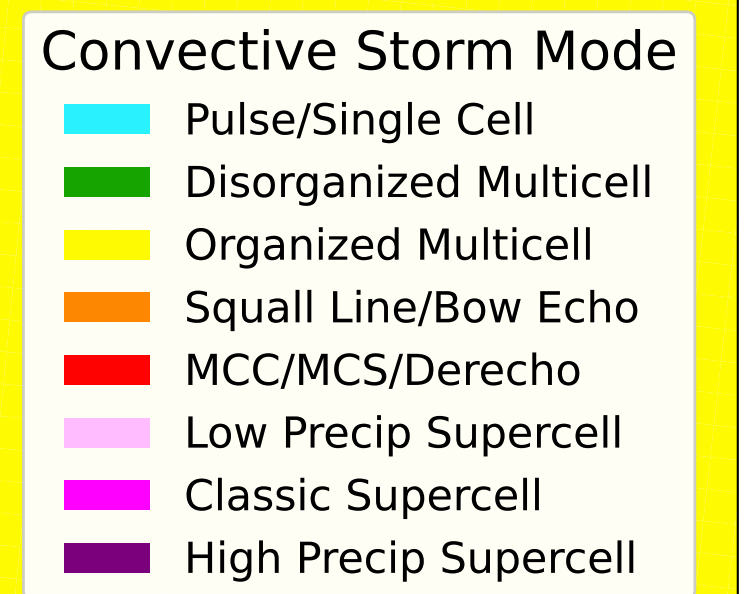 Convective Storm Mode
Pulse/Single Cell
Disorganized Multicell
Organized Multicell
Squall Line/Bow Echo
MCC/MCS/Derecho
Low Precip Supercell
Classic Supercell
High Precip Supercell